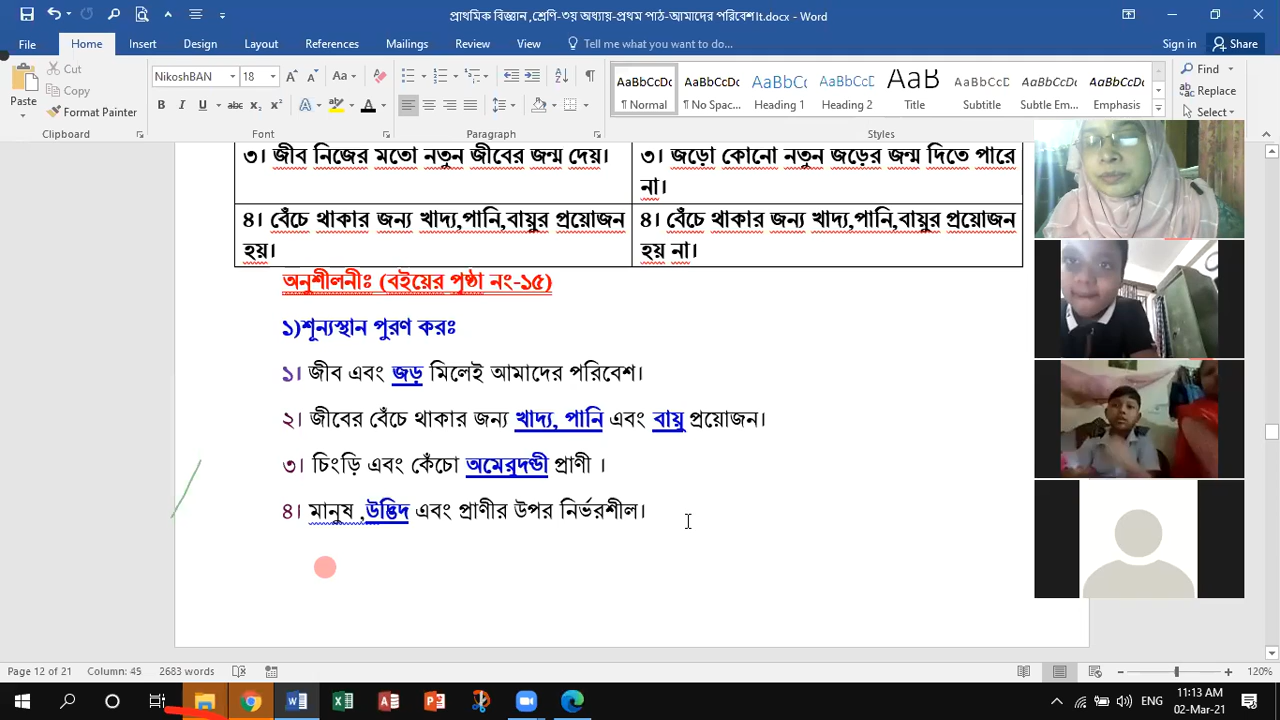 প্রাথমিক বিজ্ঞান ,শ্রেণি-৩য় অধ্যায়-প্রথম পাঠ-আমাদের পরিবেশlt.docx - Word
File Home Insert Design Layout References Mailings Review View Tell me what you want to do... Sign in Share
Cut
Copy
Format Painter
Paste
NikoshBAN 18
AaBbCcDc AaBbCcDc AaBbCc AaBbCcD AaB AaBbCcD AaBbCcDc AaBbCcDc
¶ Normal ¶ No Spac... Heading 1 Heading 2 Title Subtitle Subtle Em... Emphasis
Find
Replace
Select
Clipboard Font Paragraph Styles
৩। জীব নিজের মতো নতুন জীবের জন্ম দেয়।
৩। জড়ো কোনো নতুন জড়ের জন্ম দিতে পারে
না।
৪। বেঁচে থাকার জন্য খাদ্য,পানি,বায়ুর প্রয়োজন
হয়।
৪। বেঁচে থাকার জন্য খাদ্য,পানি,বায়ুর প্রয়োজন
হয় না।
অনুশীলনীঃ (বইয়ের পৃষ্ঠা নং-১৫)
১)শূন্যস্থান পুরণ করঃ
১। জীব এবং জড় মিলেই আমাদের পরিবেশ।
২। জীবের বেঁচে থাকার জন্য খাদ্য, পানি এবং বায়ু প্রয়োজন।
৩। চিংড়ি এবং কেঁচো অমেরুদণ্ডী প্রাণী ।
৪। মানুষ ,উদ্ভিদ এবং প্রাণীর উপর নির্ভরশীল।
Page 12 of 21 Column: 45 2683 words 120%
ENG 11:13 AM
02-Mar-21